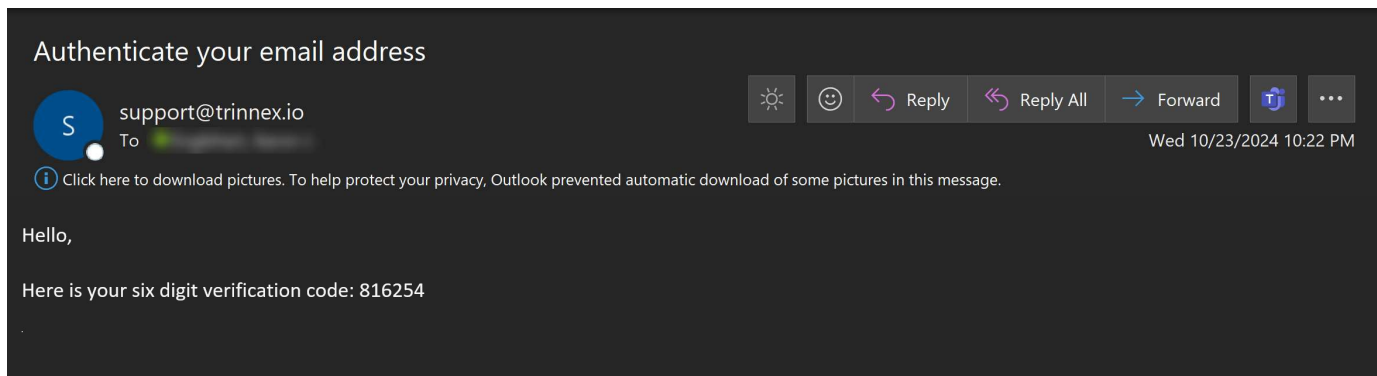 Authenticate your email address
S
support@trinnex.io
To
Reply
Reply All
Forward
Wed 10/23/2024 10:22 PM
Click here to download pictures. To help protect your privacy, Outlook prevented automatic download of some pictures in this message.
Hello,
Here is your six digit verification code: 816254